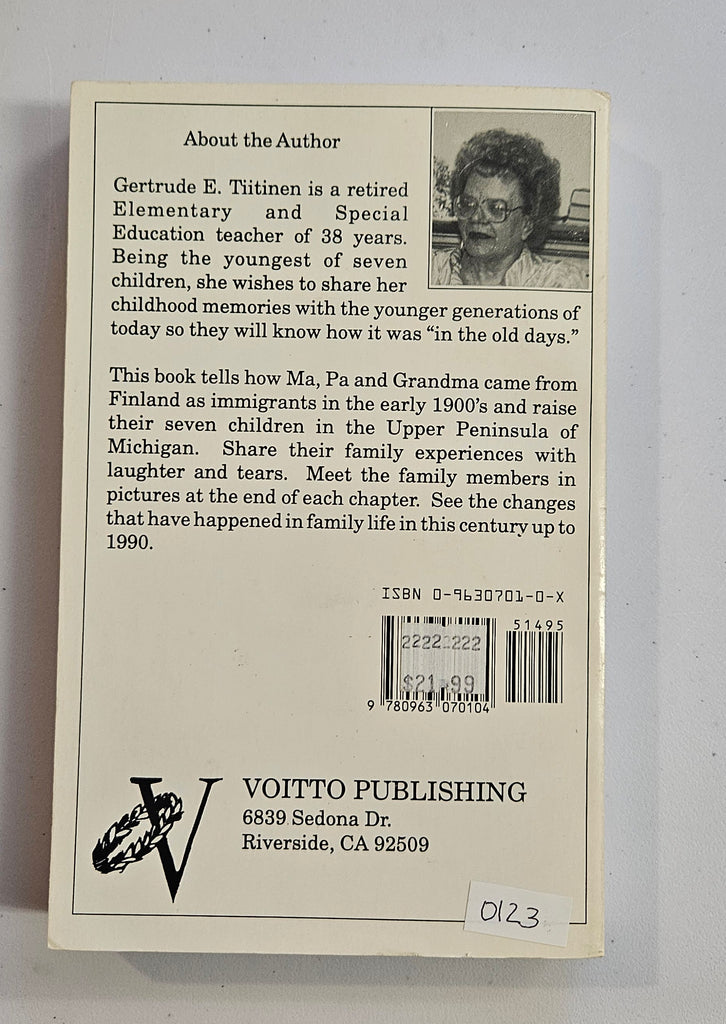 About the Author
Gertrude E. Tiitinen is a retired
Elementary and Special
Education teacher of 38 years.
Being the youngest of seven
children, she wishes to share her
childhood memories with the younger generations of
today so they will know how it was “in the old days.”
This book tells how Ma, Pa and Grandma came from
Finland as immigrants in the early 1900’s and raise
their seven children in the Upper Peninsula of
Michigan. Share their family experiences with
laughter and tears. Meet the family members in
pictures at the end of each chapter. See the changes
that have happened in family life in this century up to
1990.
ISBN 0-9630701-0-X
51495
22222222
$21.99
9 780963 070104
V
VOITTO PUBLISHING
6839 Sedona Dr.
Riverside, CA 92509
0123